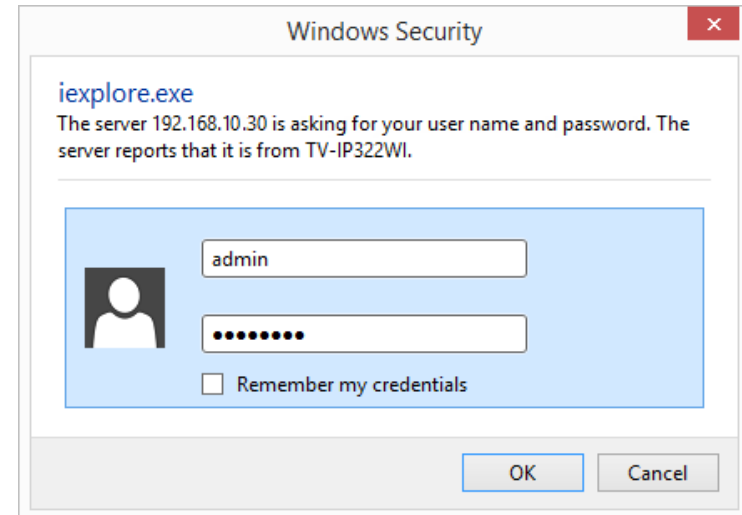 Windows Security
iexplore.exe
The server 192.168.10.30 is asking for your user name and password. The
server reports that it is from TV-IP322WI.
admin
••••••••
Remember my credentials
OK
Cancel